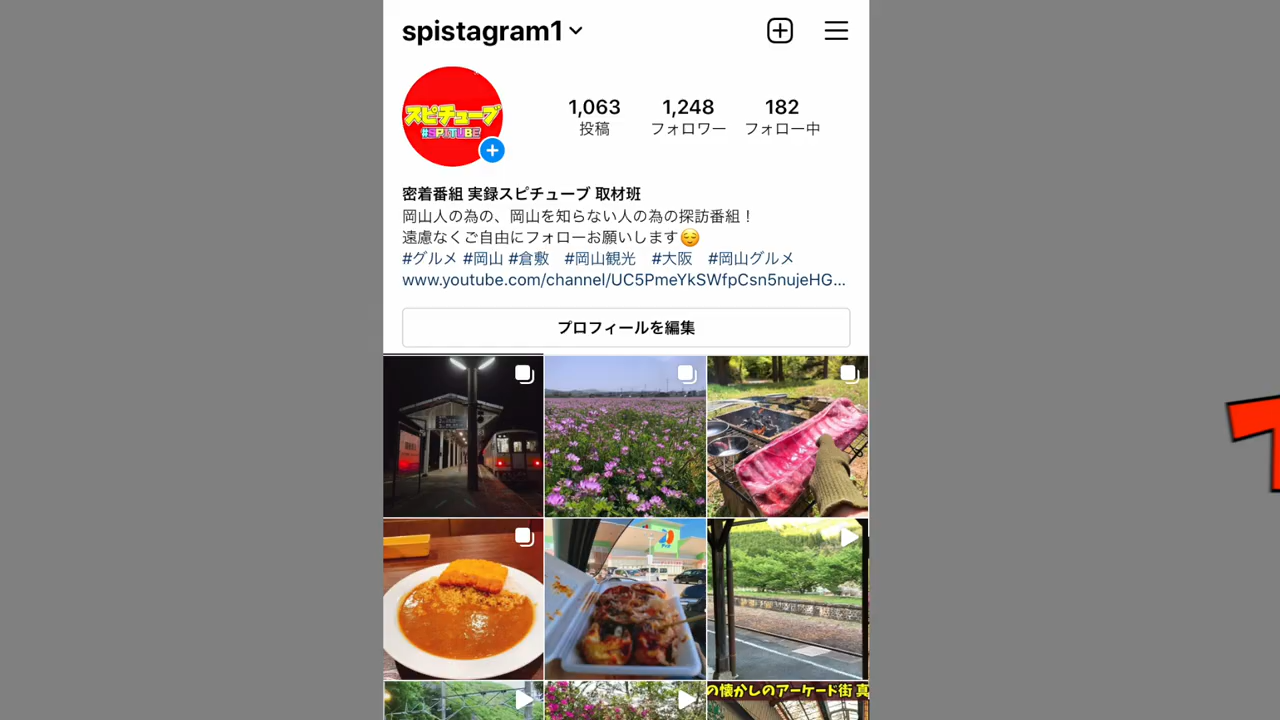 spistagram1
スピチューブ
#SPITUBE
1,063
投稿
1,248
フォロワー
182
フォロー中
密着番組 実録スピチューブ 取材班
岡山人の為の、岡山を知らない人の為の探訪番組！
遠慮なくご自由にフォローお願いします😌
#グルメ #岡山 #倉敷　#岡山観光　#大阪　#岡山グルメ
www.youtube.com/channel/UC5PmeYkSWfpCsn5nujeHG...
プロフィールを編集
の懐かしのアーケード街 真